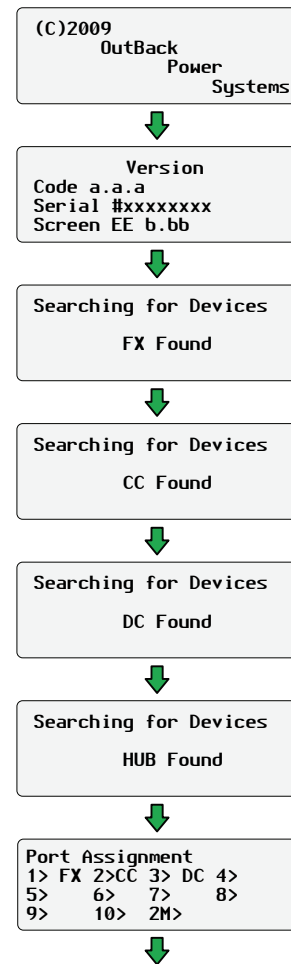 (C)2009
OutBack
Power
Systems
Version
Code a.a.a
Serial #xxxxxxxx
Screen EE b.bb
Searching for Devices
FX Found
Searching for Devices
CC Found
Searching for Devices
DC Found
Searching for Devices
HUB Found
Port Assignment
1> FX 2>CC 3> DC 4>
5> 6> 7> 8>
9> 10> 2M>